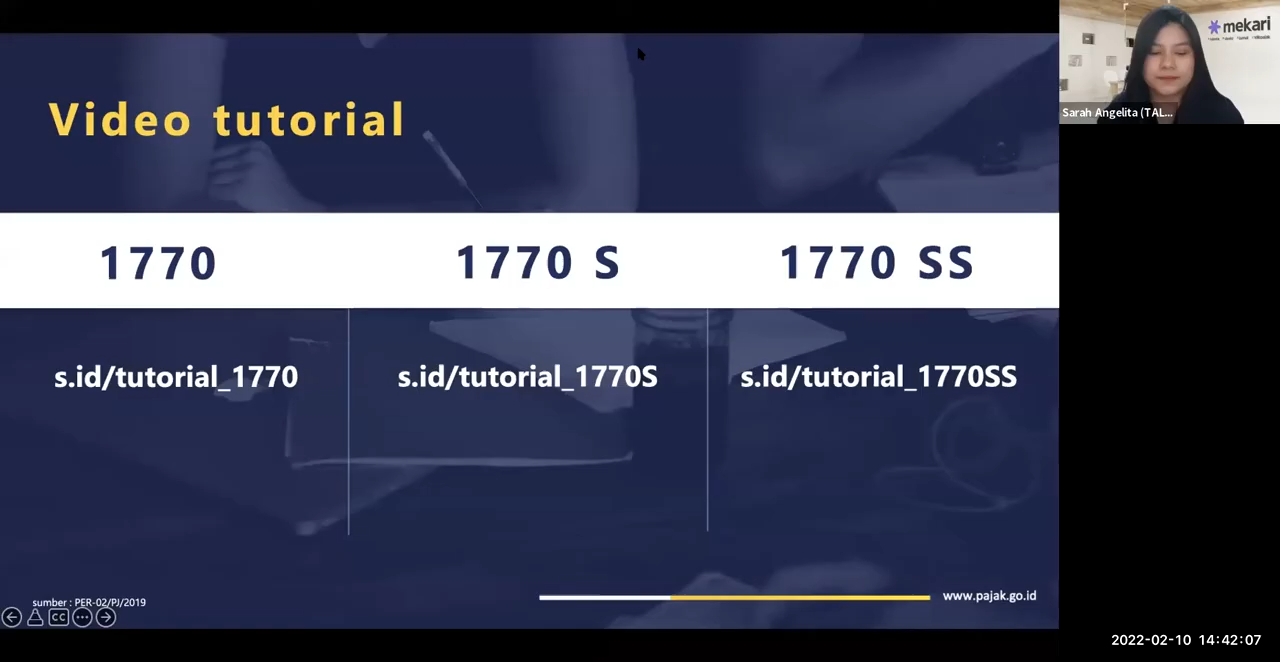 mekari
Sarah Angelita (TAL...
Video tutorial
1770
1770 S
1770 SS
s.id/tutorial_1770
s.id/tutorial_1770S
s.id/tutorial_1770SS
sumber : PER-02/PJ/2019
CC
www.pajak.go.id
2022-02-10 14:42:07